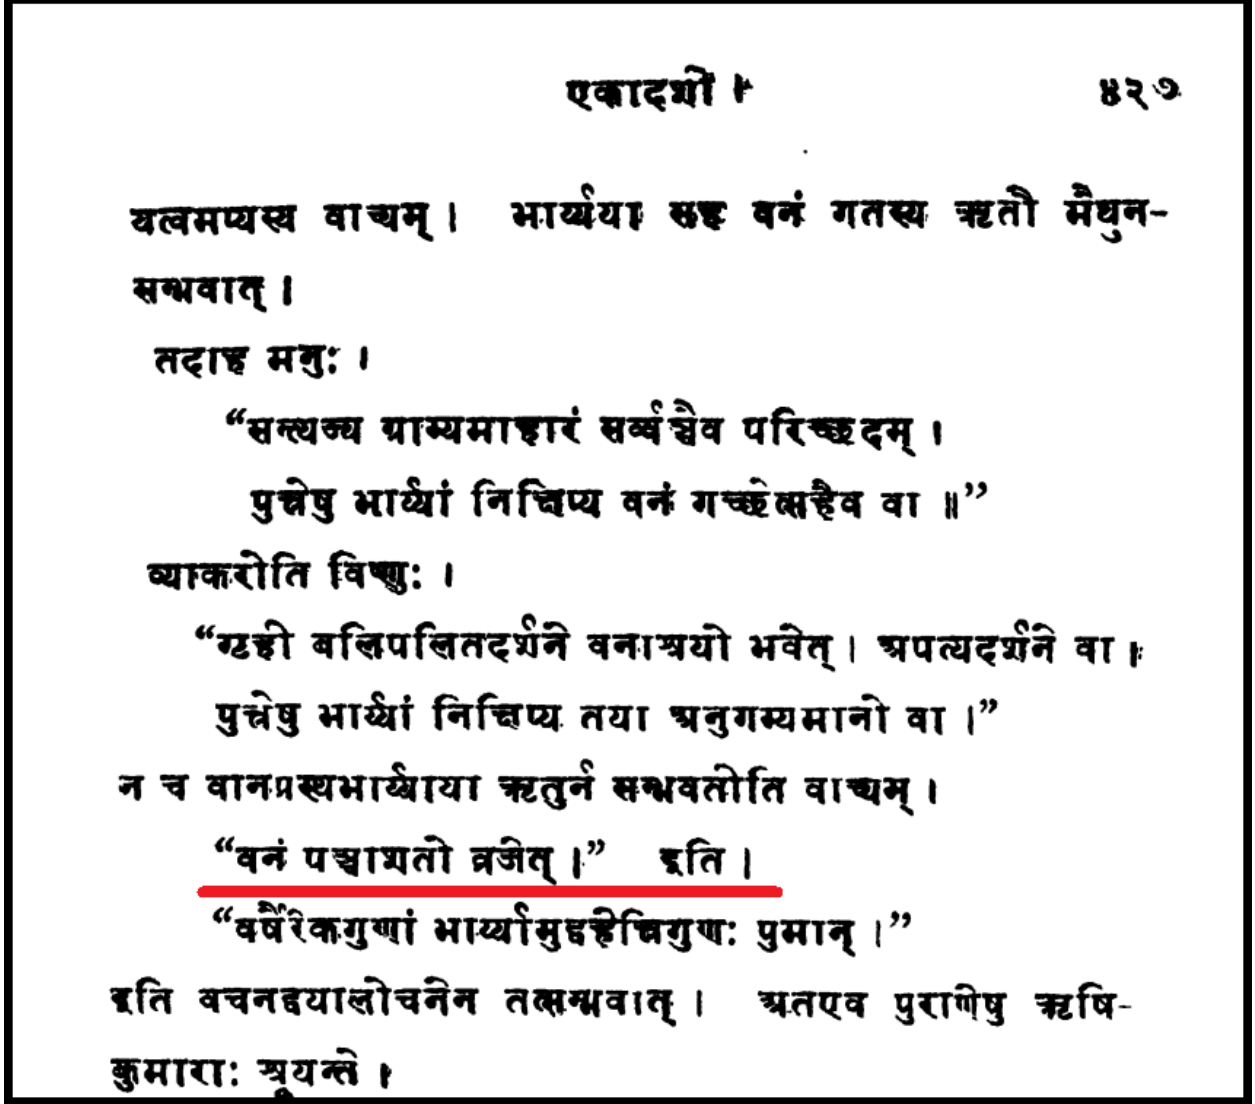 एकादशी । ४२७
यत्वमप्यस्य वाच्यम् । भार्य्यया सह वनं गतस्य ऋतौ मैथुन-
सम्भवात् ।
तदाह मनुः ।
“सन्त्यज्य ग्राम्यमाहारं सर्व्वञ्चैव परिच्छदम् ।
पुत्त्रेषु भार्य्यां निक्षिप्य वनं गच्छेत्सहैव वा ॥”
व्याकरोति विष्णुः ।
“गृही वलिपलितदर्शने वनाश्रयो भवेत् । अपत्यदर्शने वा ।
पुत्त्रेषु भार्य्यां निक्षिप्य तया अनुगम्यमानो वा ।”
न च वानप्रस्थभार्य्याया ऋतुर्न सम्भवतीति वाच्यम् ।
“वनं पञ्चाशतो व्रजेत् ।” इति ।
“वर्षैरेकगुणां भार्य्यामुद्वहेत्त्रिगुणः पुमान् ।”
इति वचनद्वयालोचनेन तत्सम्भवात् । अतएव पुराणेषु ऋषि-
कुमाराः श्रूयन्ते ।